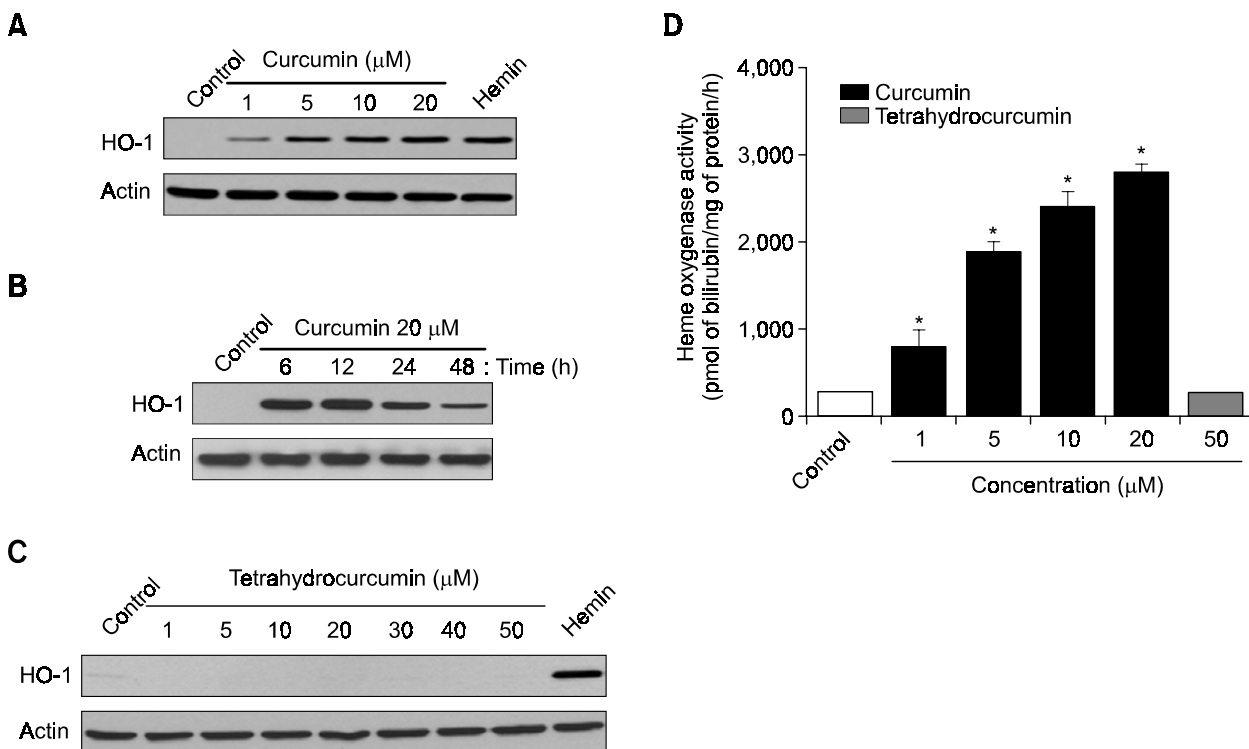 A
Control
Curcumin (μM)
Hemin
1 5 10 20
HO-1
Actin
B
Control
Curcumin 20 μM
6 12 24 48 : Time (h)
HO-1
Actin
C
Control
Tetrahydrocurcumin (μM)
Hemin
1 5 10 20 30 40 50
HO-1
Actin
D
Heme oxygenase activity
(pmol of bilirubin/mg of protein/h)
4,000
3,000
2,000
1,000
0
Curcumin
Tetrahydrocurcumin
* * * *
Control 1 5 10 20 50
Concentration (μM)